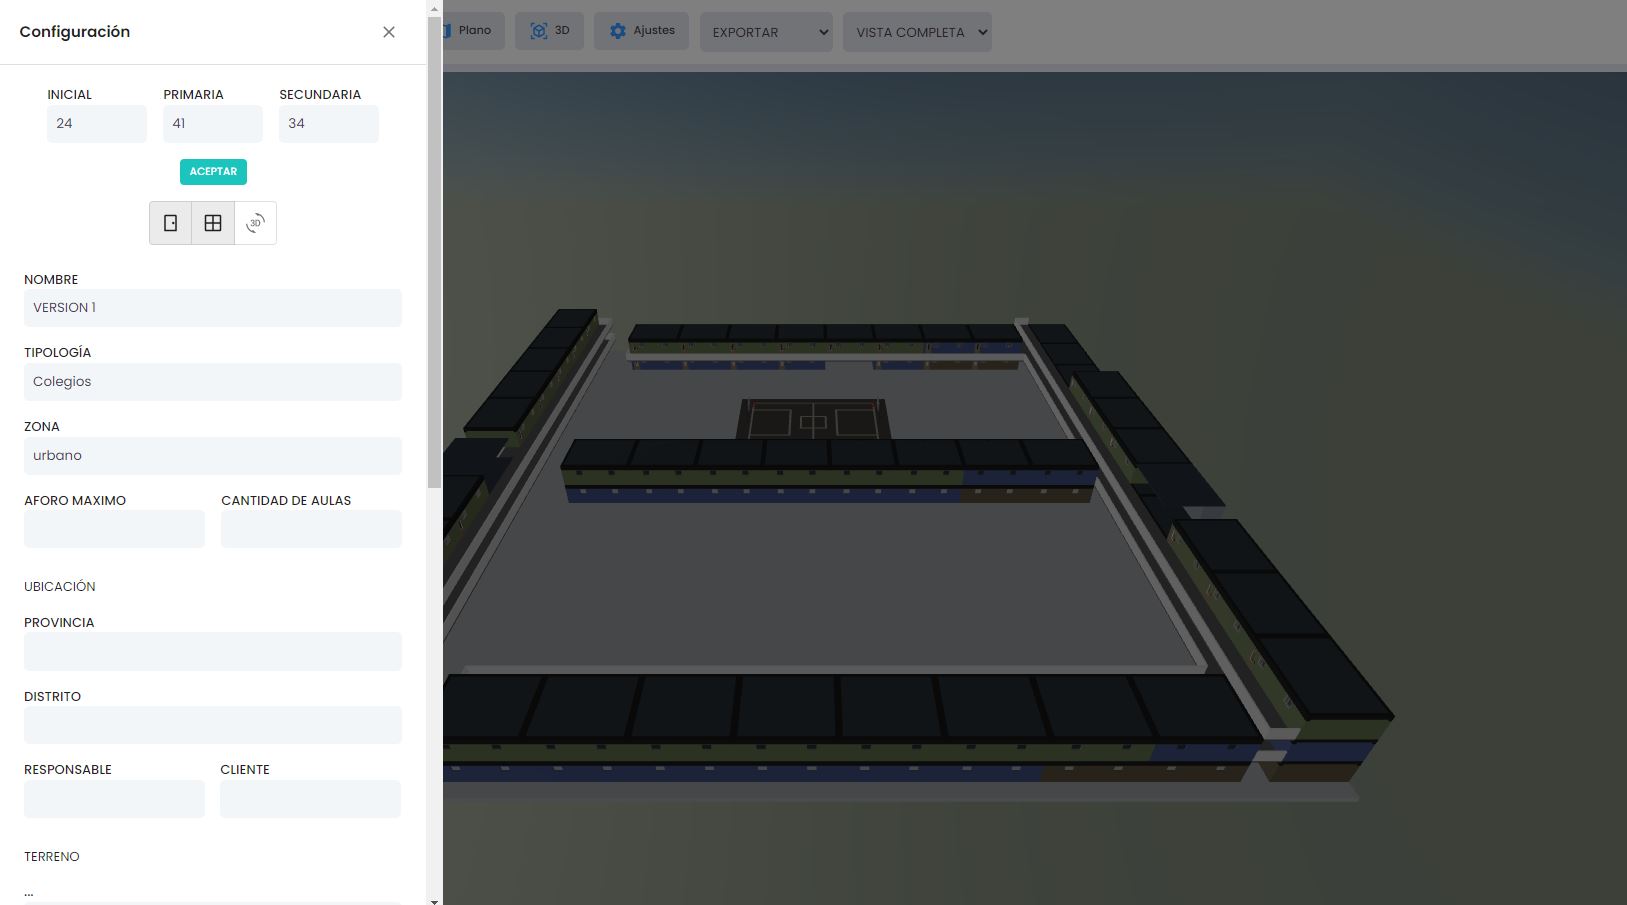 Configuración
Plano
3D
Ajustes
EXPORTAR
VISTA COMPLETA
INICIAL PRIMARIA SECUNDARIA
24 41 34
ACEPTAR
3D
NOMBRE
VERSION 1
TIPOLOGÍA
Colegios
ZONA
urbano
AFORO MAXIMO CANTIDAD DE AULAS
UBICACIÓN
PROVINCIA
DISTRITO
RESPONSABLE CLIENTE
TERRENO
...